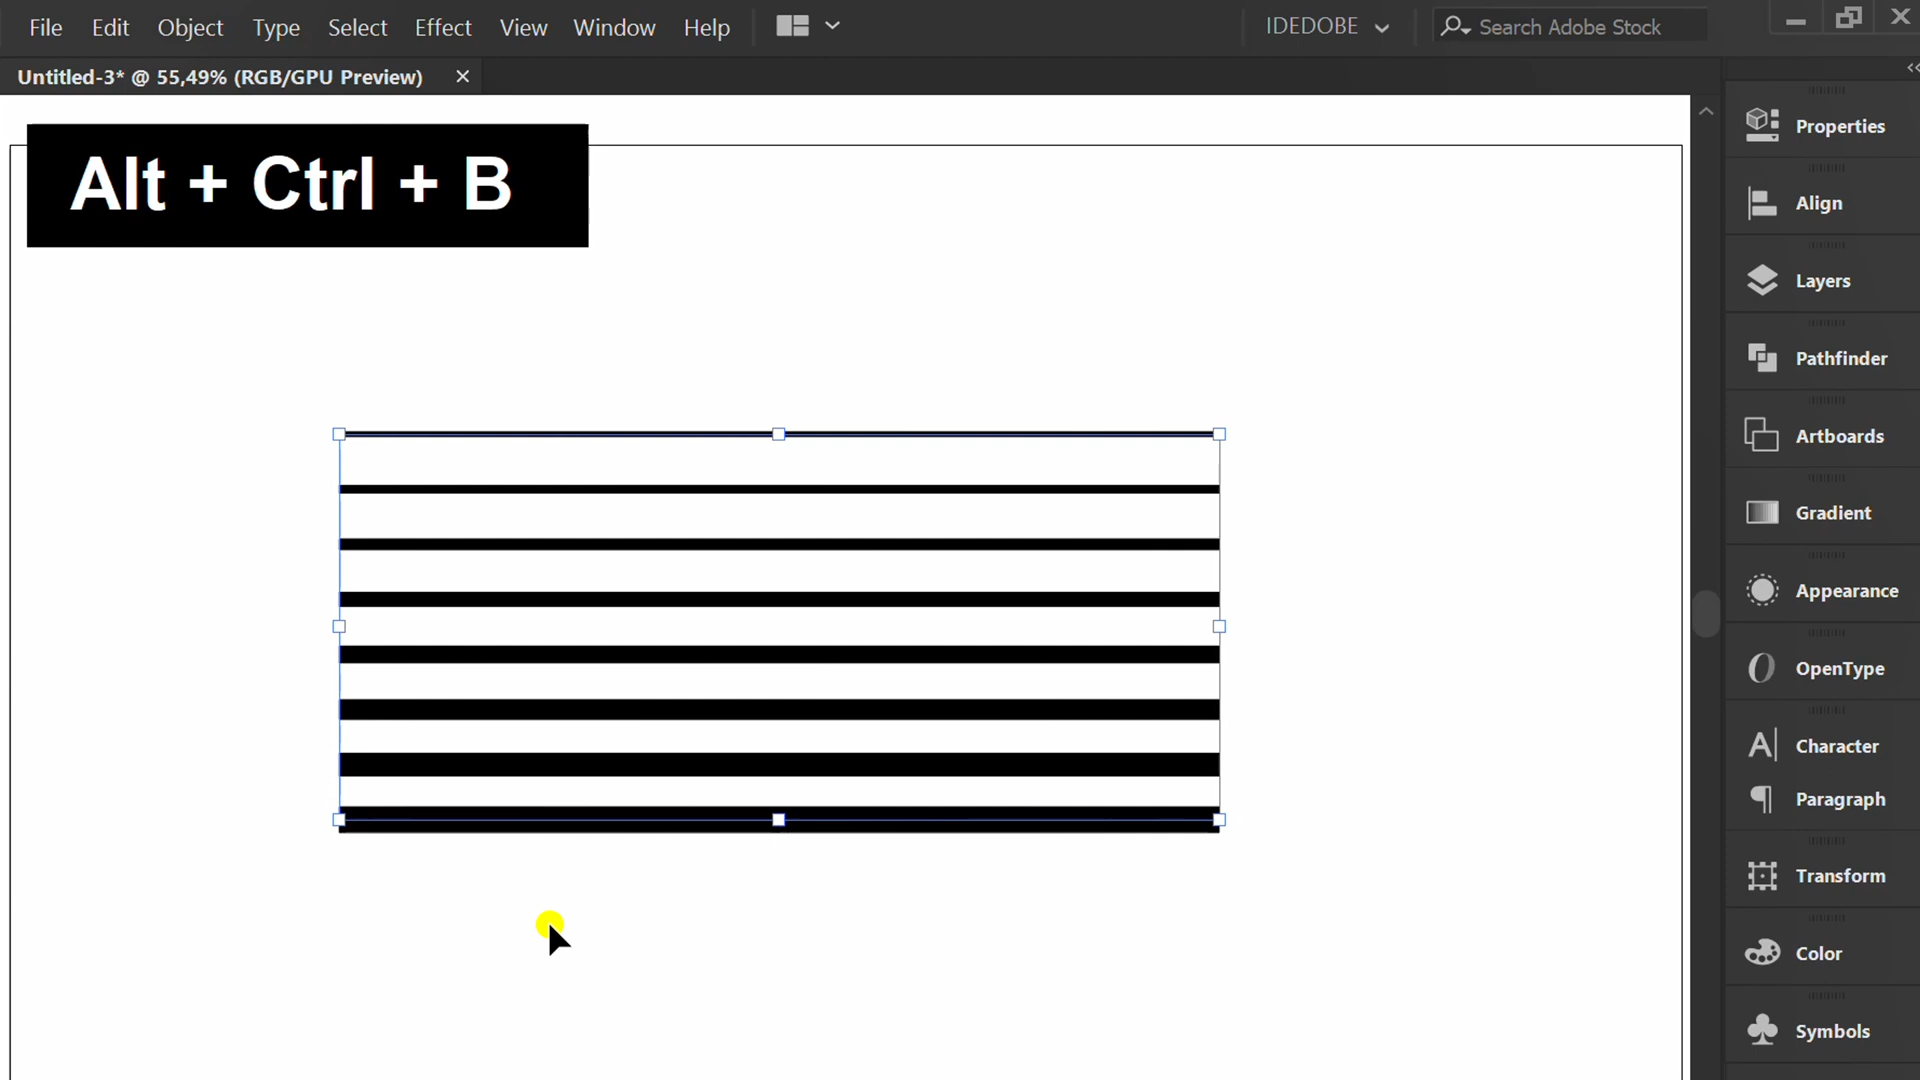 File Edit Object Type Select Effect View Window Help IDEDOBE Search Adobe Stock
Untitled-3* @ 55,49% (RGB/GPU Preview)
Alt + Ctrl + B
Properties
Align
Layers
Pathfinder
Artboards
Gradient
Appearance
OpenType
Character
Paragraph
Transform
Color
Symbols